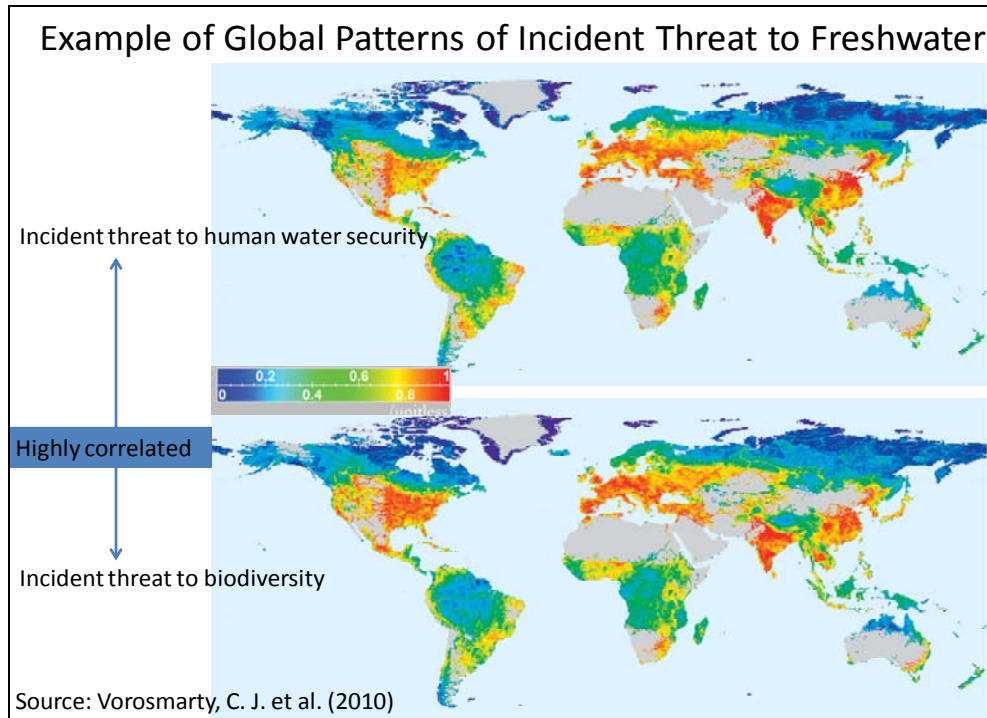 Example of Global Patterns of Incident Threat to Freshwater
Incident threat to human water security
0.2 0.6 1
0 0.4 0.8
(unitless
Highly correlated
Incident threat to biodiversity
Source: Vorosmarty, C. J. et al. (2010)